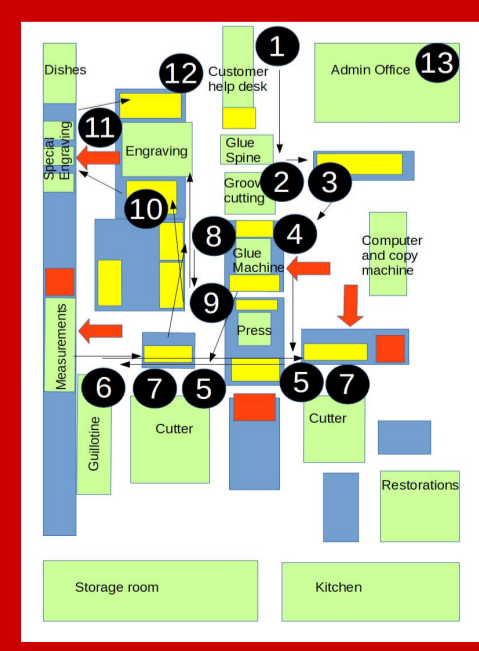 1
Dishes
12
Customer
help desk
Admin Office
13
11
Special
Engraving
Engraving
Glue
Spine
2
3
Groov
cutting
10
8
4
Glue
Machine
Computer
and copy
machine
9
Press
Measurements
6
7
5
5
7
Guillotine
Cutter
Cutter
Restorations
Storage room
Kitchen